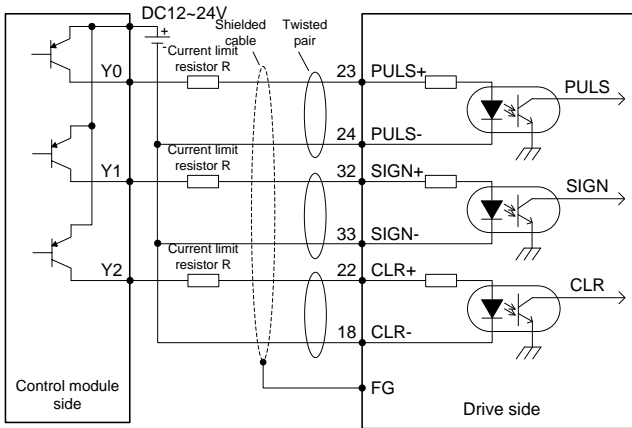 DC12~24V
Shielded
cable
Twisted
pair
+
-
Current limit
resistor R
Y0
23
PULS+
PULS
24
PULS-
Current limit
resistor R
Y1
32
SIGN+
SIGN
33
SIGN-
Current limit
resistor R
Y2
22
CLR+
CLR
18
CLR-
FG
Control module
side
Drive side